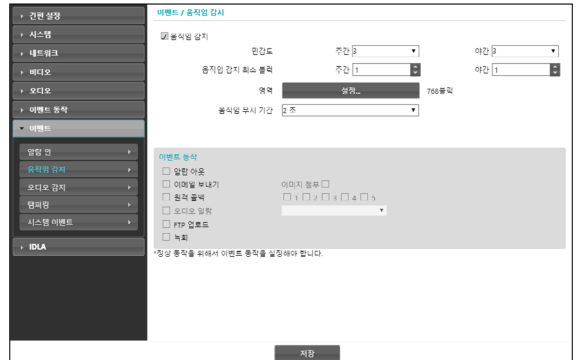 간편 설정
시스템
네트워크
비디오
오디오
이벤트 동작
이벤트
알람 인
움직임 감지
오디오 감지
탬퍼링
시스템 이벤트
IDLA
이벤트 / 움직임 감시
움직임 감지
민감도 주간 3 야간 3
움직임 감지 최소 블럭 주간 1 야간 1
영역 설정... 768블럭
움직임 무시 기간 2 초
이벤트 동작
알람 아웃
이메일 보내기 이미지 첨부
원격 콜백 1 2 3 4 5
오디오 알람
FTP 업로드
녹화
*정상 동작을 위해서 이벤트 동작을 설정해야 합니다.
저장